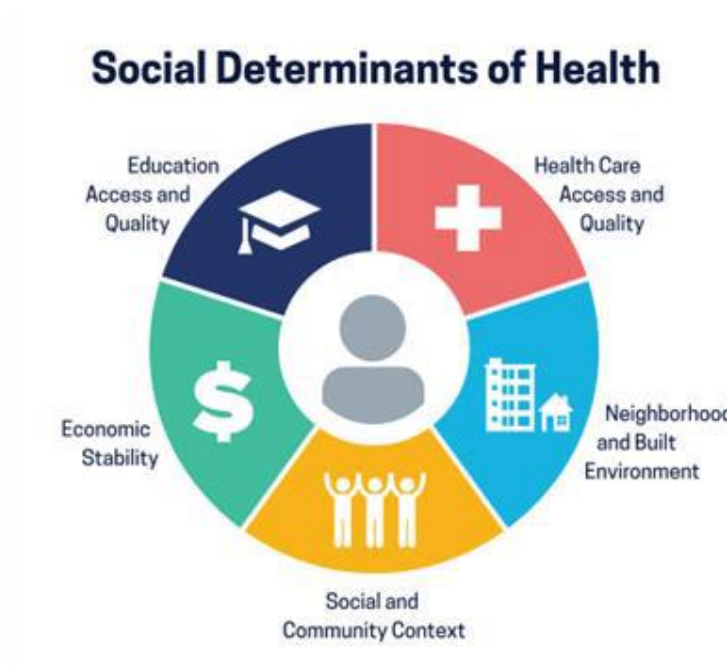 Social Determinants of Health
Education
Access and
Quality
Health Care
Access and
Quality
Economic
Stability
Neighborhood
and Built
Environment
Social and
Community Context
$